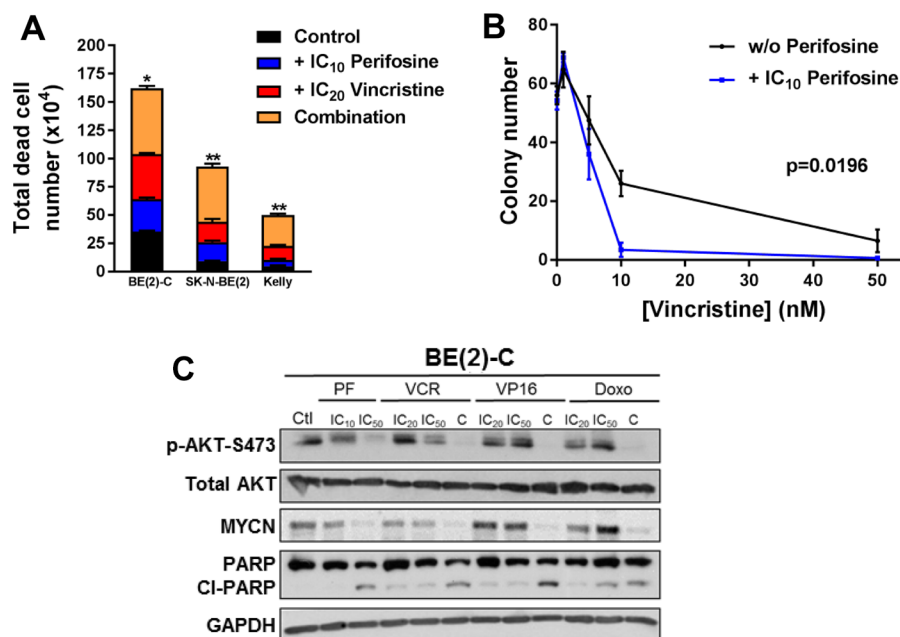 A
Total dead cell
number (x10⁴)
200
175
150
125
100
75
50
25
0
*
**
**
BE(2)-C SK-N-BE(2) Kelly
Control
+ IC₁₀ Perifosine
+ IC₂₀ Vincristine
Combination
B
Colony number
80
60
40
20
0
0 10 20 30 40 50
[Vincristine] (nM)
w/o Perifosine
+ IC₁₀ Perifosine
p=0.0196
C
BE(2)-C
PF VCR VP16 Doxo
Ctl IC₁₀ IC₅₀ IC₂₀ IC₅₀ C IC₂₀ IC₅₀ C IC₂₀ IC₅₀ C
p-AKT-S473
Total AKT
MYCN
PARP
Cl-PARP
GAPDH